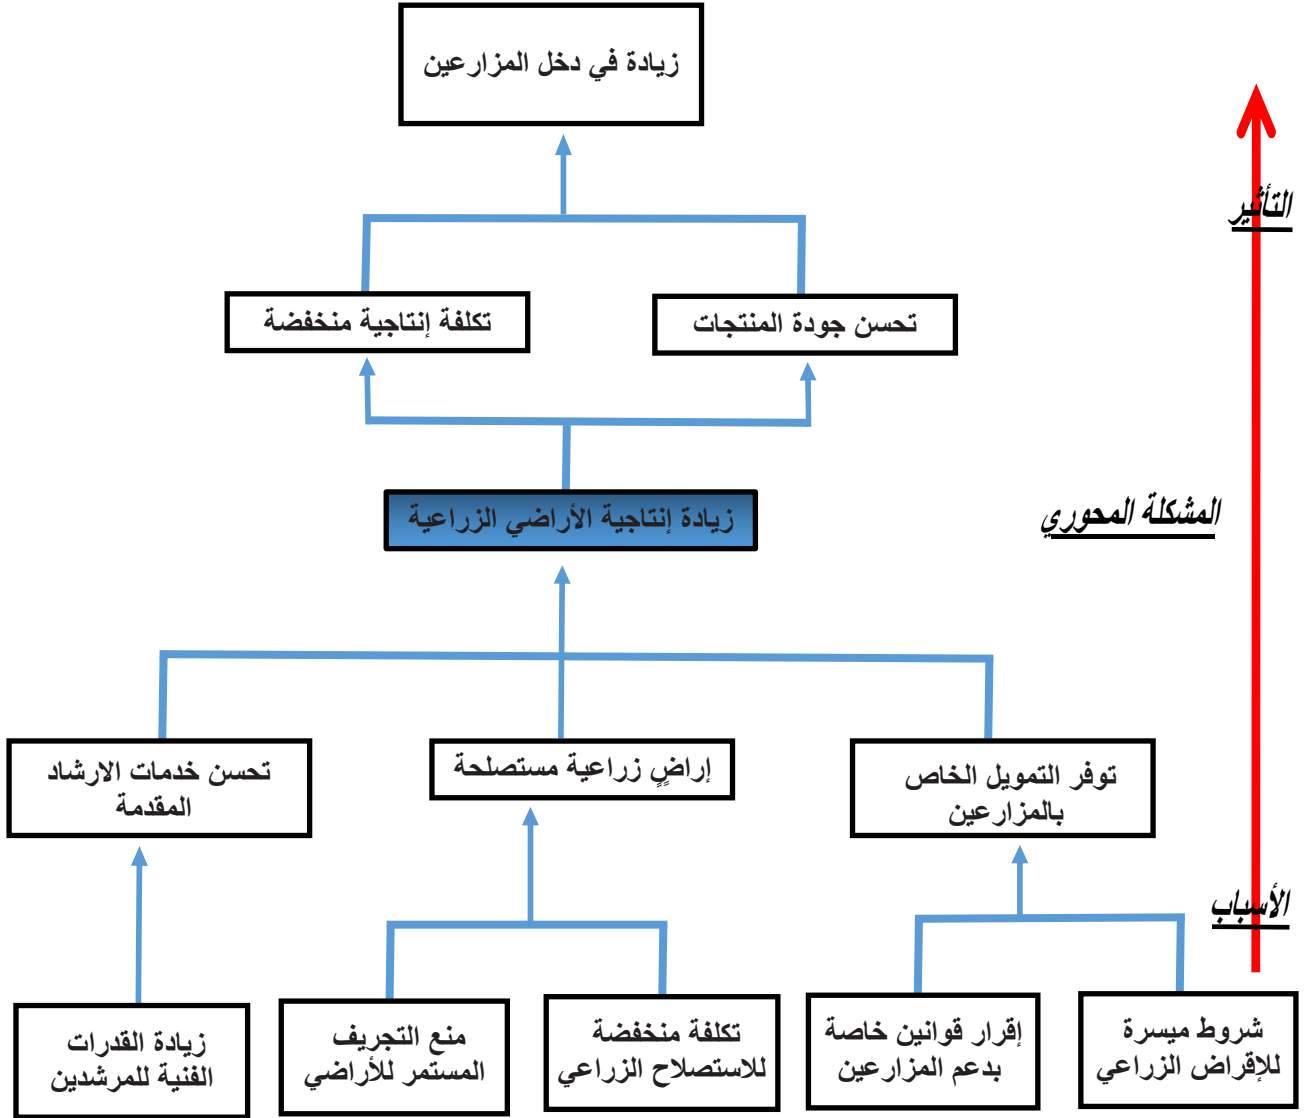 زيادة في دخل المزارعين
التأثير
تحسن جودة المنتجات
تكلفة إنتاجية منخفضة
المشكلة المحوري
زيادة إنتاجية الأراضي الزراعية
توفر التمويل الخاص
بالمزارعين
إراضٍ زراعية مستصلحة
تحسن خدمات الارشاد
المقدمة
الأسباب
شروط ميسرة
للإقراض الزراعي
إقرار قوانين خاصة
بدعم المزارعين
تكلفة منخفضة
للاستصلاح الزراعي
منع التجريف
المستمر للأراضي
زيادة القدرات
الفنية للمرشدين